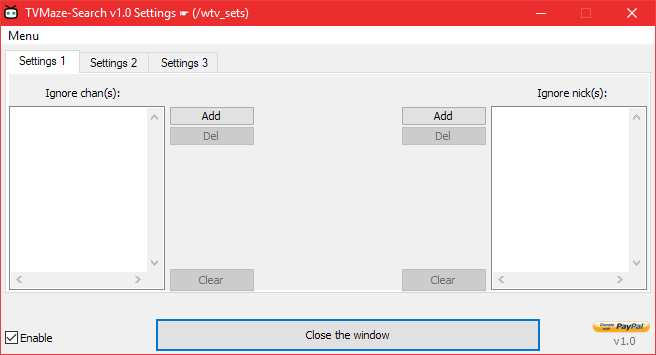 TVMaze-Search v1.0 Settings ☛ (/wtv_sets)
Menu
Settings 1 Settings 2 Settings 3
Ignore chan(s): Ignore nick(s):
Add Add
Del Del
Clear Clear
Enable Close the window Donate with PayPal
v1.0